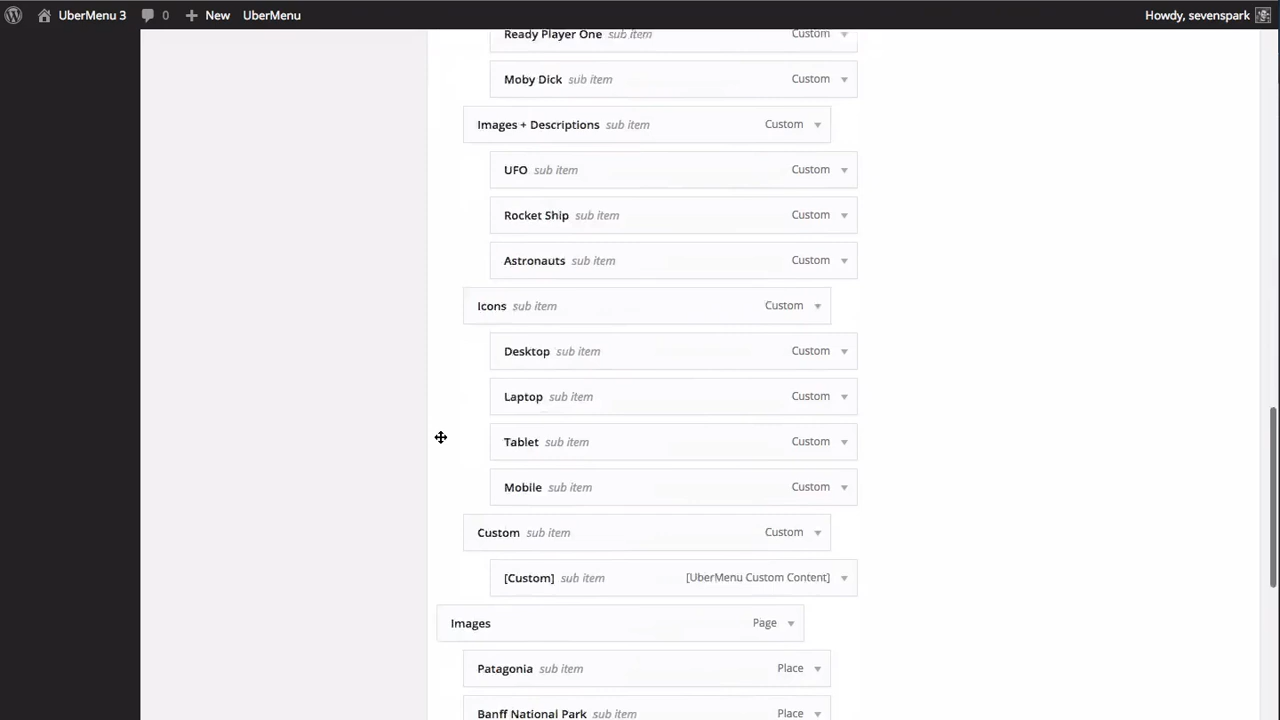 UberMenu 3 0 New UberMenu Howdy, sevenspark
Ready Player One sub item Custom
Moby Dick sub item Custom
Images + Descriptions sub item Custom
UFO sub item Custom
Rocket Ship sub item Custom
Astronauts sub item Custom
Icons sub item Custom
Desktop sub item Custom
Laptop sub item Custom
Tablet sub item Custom
Mobile sub item Custom
Custom sub item Custom
[Custom] sub item [UberMenu Custom Content]
Images Page
Patagonia sub item Place
Banff National Park sub item Place